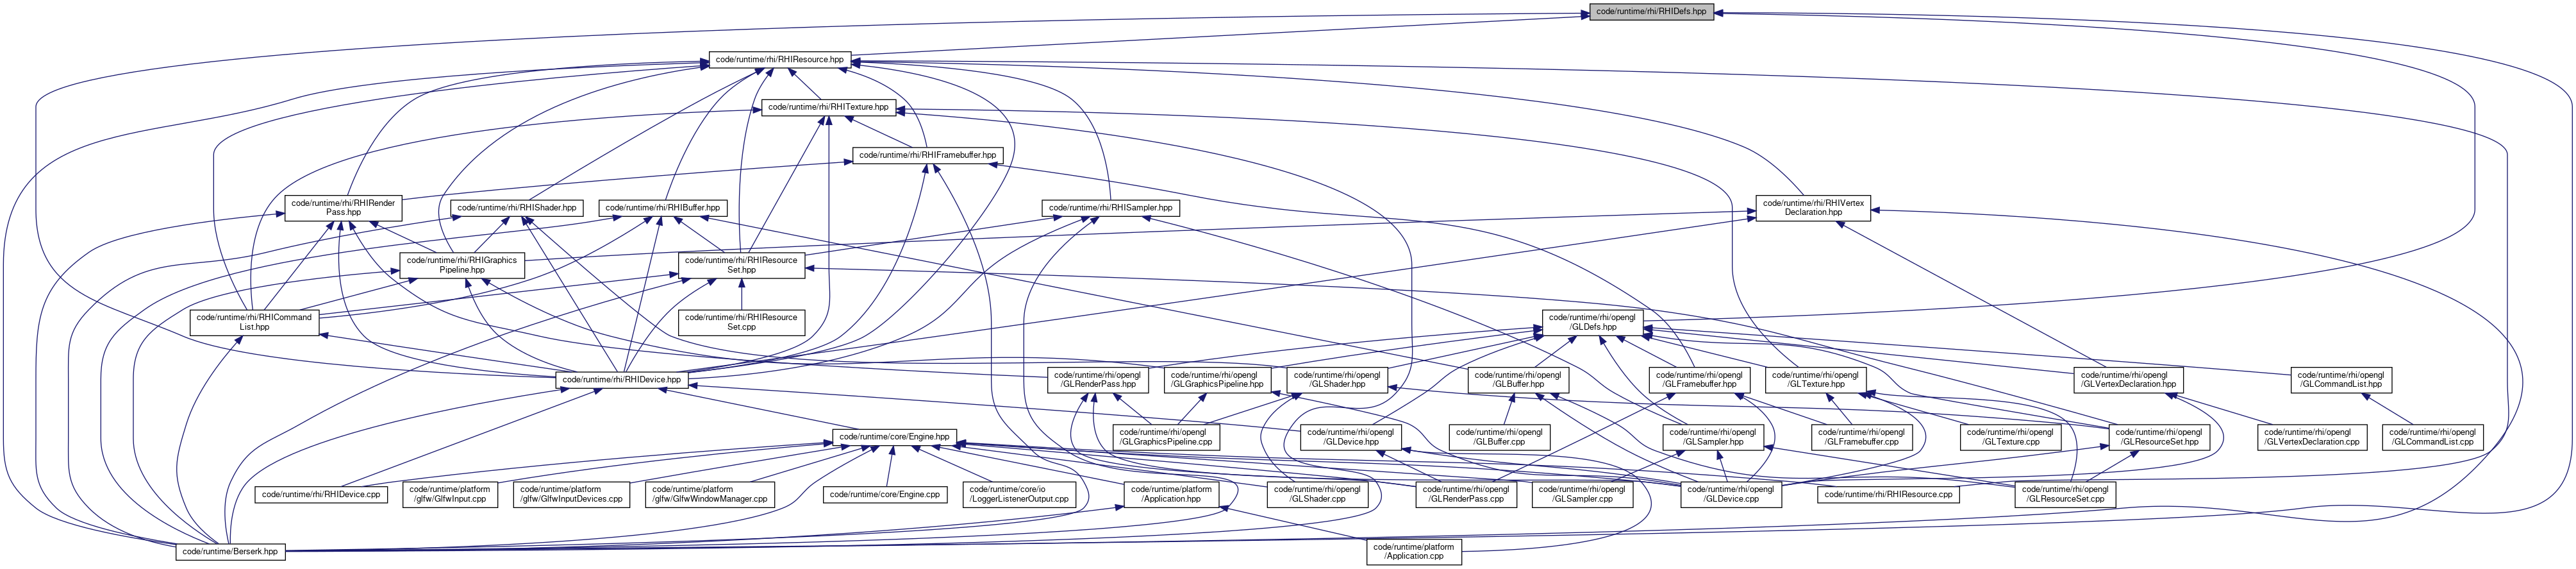 code/runtime/rhi/RHIDefs.hpp
code/runtime/rhi/RHIResource.hpp
code/runtime/rhi/RHITexture.hpp
code/runtime/rhi/RHIFramebuffer.hpp
code/runtime/rhi/RHIRender
Pass.hpp
code/runtime/rhi/RHIShader.hpp
code/runtime/rhi/RHIBuffer.hpp
code/runtime/rhi/RHISampler.hpp
code/runtime/rhi/RHIVertex
Declaration.hpp
code/runtime/rhi/RHIGraphics
Pipeline.hpp
code/runtime/rhi/RHIResource
Set.hpp
code/runtime/rhi/RHICommand
List.hpp
code/runtime/rhi/RHIResource
Set.cpp
code/runtime/rhi/opengl
/GLDefs.hpp
code/runtime/rhi/RHIDevice.hpp
code/runtime/rhi/opengl
/GLRenderPass.hpp
code/runtime/rhi/opengl
/GLGraphicsPipeline.hpp
code/runtime/rhi/opengl
/GLShader.hpp
code/runtime/rhi/opengl
/GLBuffer.hpp
code/runtime/rhi/opengl
/GLFramebuffer.hpp
code/runtime/rhi/opengl
/GLTexture.hpp
code/runtime/rhi/opengl
/GLVertexDeclaration.hpp
code/runtime/rhi/opengl
/GLCommandList.hpp
code/runtime/core/Engine.hpp
code/runtime/rhi/opengl
/GLGraphicsPipeline.cpp
code/runtime/rhi/opengl
/GLDevice.hpp
code/runtime/rhi/opengl
/GLBuffer.cpp
code/runtime/rhi/opengl
/GLSampler.hpp
code/runtime/rhi/opengl
/GLFramebuffer.cpp
code/runtime/rhi/opengl
/GLTexture.cpp
code/runtime/rhi/opengl
/GLResourceSet.hpp
code/runtime/rhi/opengl
/GLVertexDeclaration.cpp
code/runtime/rhi/opengl
/GLCommandList.cpp
code/runtime/rhi/RHIDevice.cpp
code/runtime/platform
/glfw/GlfwInput.cpp
code/runtime/platform
/glfw/GlfwInputDevices.cpp
code/runtime/platform
/glfw/GlfwWindowManager.cpp
code/runtime/core/Engine.cpp
code/runtime/core/io
/LoggerListenerOutput.cpp
code/runtime/platform
/Application.hpp
code/runtime/rhi/opengl
/GLShader.cpp
code/runtime/rhi/opengl
/GLRenderPass.cpp
code/runtime/rhi/opengl
/GLSampler.cpp
code/runtime/rhi/opengl
/GLDevice.cpp
code/runtime/rhi/RHIResource.cpp
code/runtime/rhi/opengl
/GLResourceSet.cpp
code/runtime/Berserk.hpp
code/runtime/platform
/Application.cpp